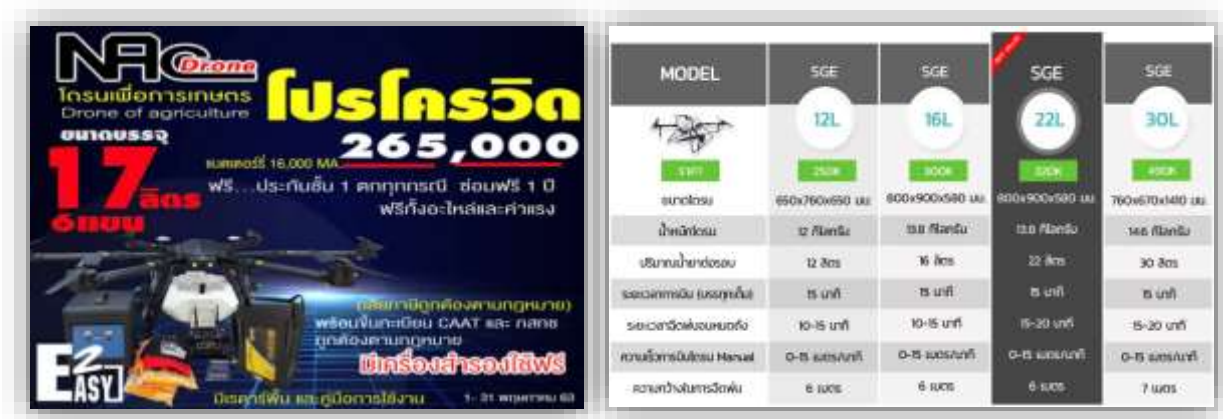 NAC Drone
โดรนเพื่อการเกษตร
Drone of agriculture
โปรโครวิด
ขนาดบรรจุ
265,000
แบตเตอรี่ 16,000 MA
17 ลิตร
6แขน
ฟรี...ประกันชั้น 1 ตกทุกกรณี ซ่อมฟรี 1 ปี
ฟรีทั้งอะไหล่และค่าแรง
พร้อมขึ้นทะเบียน CAAT และ กสทช
ถูกต้องตามกฎหมาย
มีเครื่องสำรองใช้ฟรี
E2 EASY
1- 31 พฤษภาคม 63
MODEL SGE SGE SGE SGE
12L 16L 22L 30L
ราคา 250K 300K 320K
ขนาดโดรน 650x760x650 มม. 800x900x580 มม. 800x900x580 มม. 760x670x1410 มม.
น้ำหนักโดรน 12 กิโลกรัม 13.8 กิโลกรัม 13.8 กิโลกรัม 14.6 กิโลกรัม
ปริมาณน้ำยาต่อรอบ 12 ลิตร 16 ลิตร 22 ลิตร 30 ลิตร
ระยะเวลาการบิน (บรรทุกเต็ม) 15 นาที 15 นาที 15 นาที 15 นาที
ระยะเวลาฉีดพ่นจนหมดถัง 10-15 นาที 10-15 นาที 15-20 นาที 15-20 นาที
ความเร็วการบินโดรน Manual 0-15 เมตร/นาที 0-15 เมตร/นาที 0-15 เมตร/นาที 0-15 เมตร/นาที
ความกว้างในการฉีดพ่น 6 เมตร 6 เมตร 6 เมตร 7 เมตร